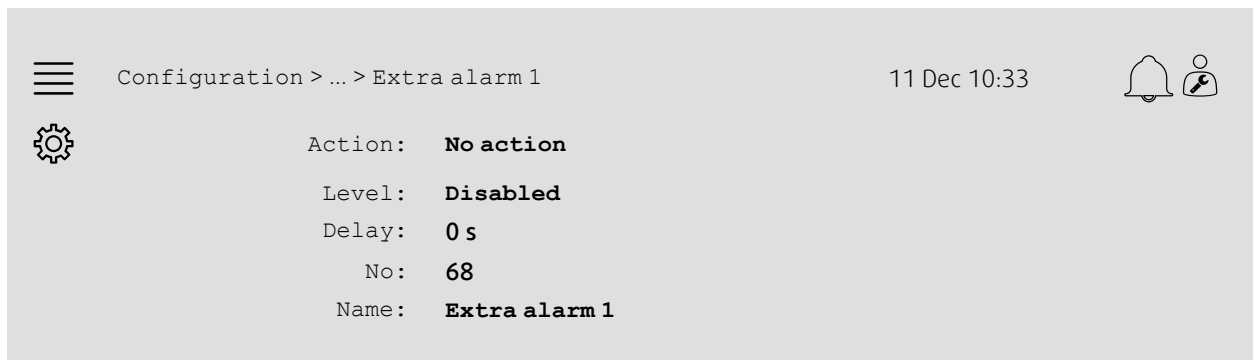 Configuration > ... > Extra alarm 1
11 Dec 10:33
Action: No action
Level: Disabled
Delay: 0 s
No: 68
Name: Extra alarm 1